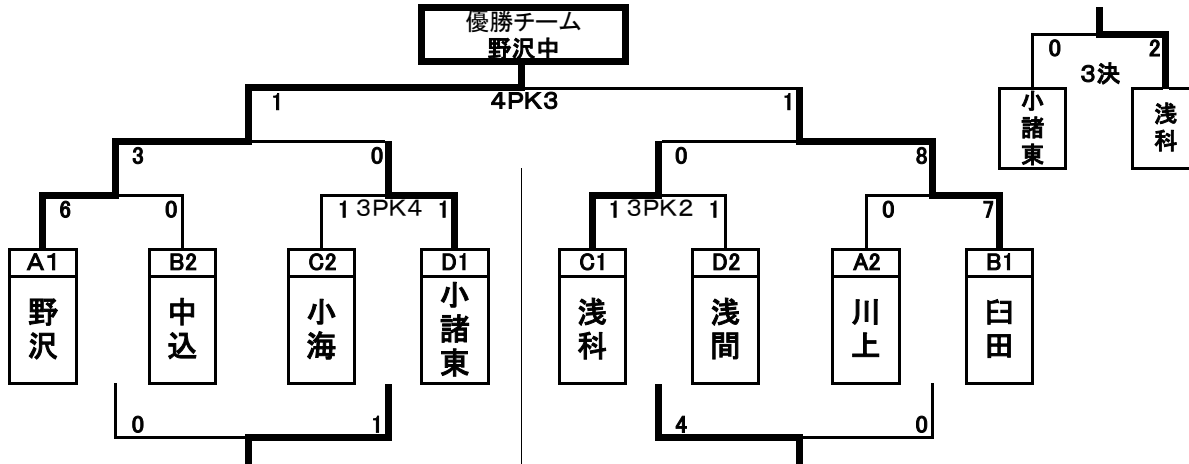 優勝チーム
野沢中
0 2
3決
小諸東
浅科
1 4PK3 1
3 0 0 8
6 0 1 3PK4 1 1 3PK2 1 0 7
A1 B2 C2 D1 C1 D2 A2 B1
野沢
中込
小海
小諸東
浅科
浅間
川上
臼田
0 1 4 0